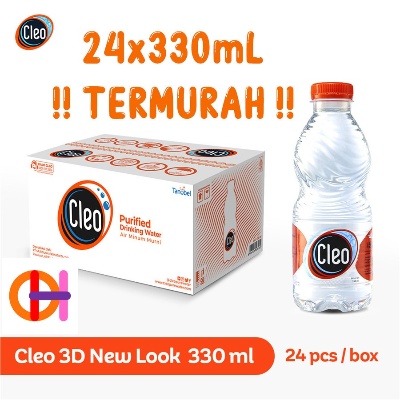 Cleo
24x330mL
!! TERMURAH !!
Tanobel
Cleo
Purified
Drinking Water
Air Minum Murni
Cleo
Cleo 3D New Look 330 ml
24 pcs / box